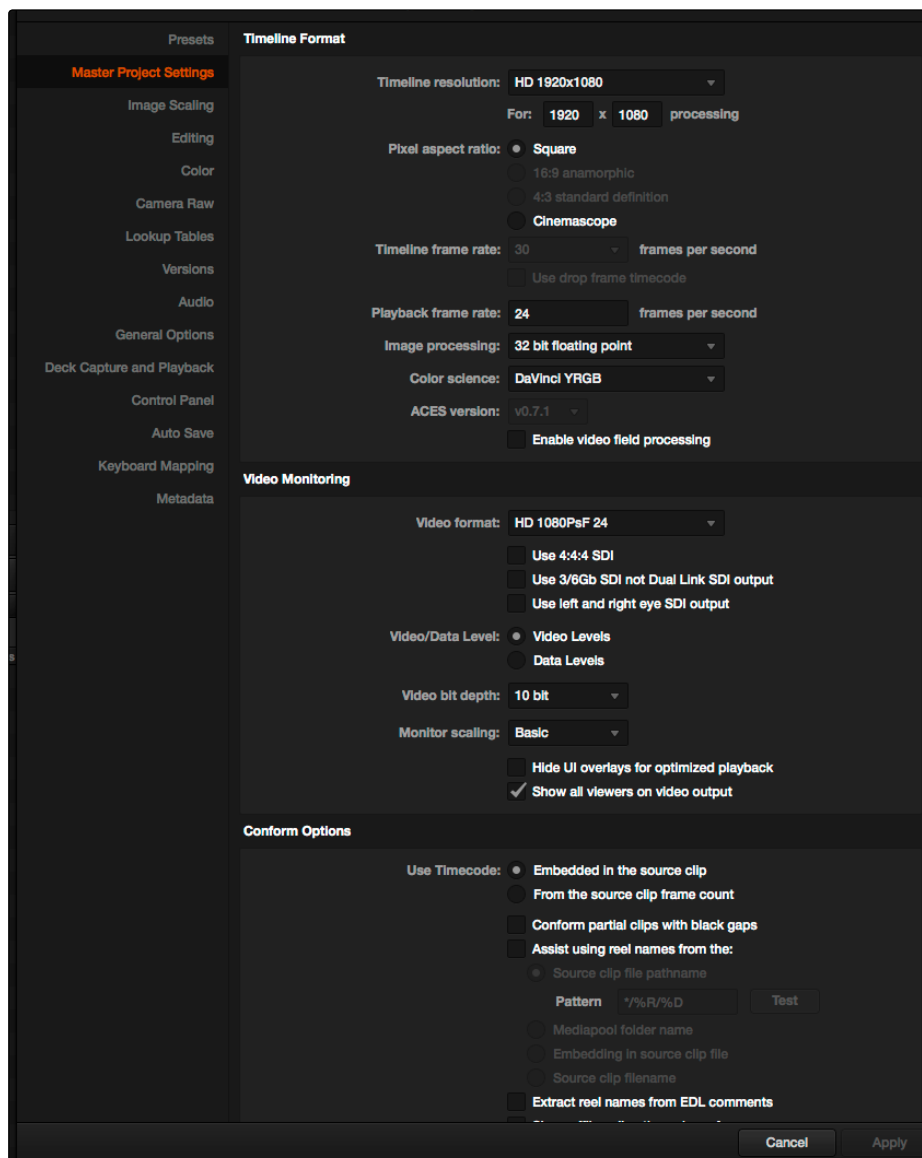 Presets
Master Project Settings
Image Scaling
Editing
Color
Camera Raw
Lookup Tables
Versions
Audio
General Options
Deck Capture and Playback
Control Panel
Auto Save
Keyboard Mapping
Metadata
Timeline Format
Timeline resolution: HD 1920x1080
For: 1920 x 1080 processing
Pixel aspect ratio: Square
16:9 anamorphic
4:3 standard definition
Cinemascope
Timeline frame rate: 30 frames per second
Use drop frame timecode
Playback frame rate: 24 frames per second
Image processing: 32 bit floating point
Color science: DaVinci YRGB
ACES version: v0.7.1
Enable video field processing
Video Monitoring
Video format: HD 1080PsF 24
Use 4:4:4 SDI
Use 3/6Gb SDI not Dual Link SDI output
Use left and right eye SDI output
Video/Data Level: Video Levels
Data Levels
Video bit depth: 10 bit
Monitor scaling: Basic
Hide UI overlays for optimized playback
Show all viewers on video output
Conform Options
Use Timecode: Embedded in the source clip
From the source clip frame count
Conform partial clips with black gaps
Assist using reel names from the:
Source clip file pathname
Pattern */%R/%D Test
Mediapool folder name
Embedding in source clip file
Source clip filename
Extract reel names from EDL comments
Cancel Apply